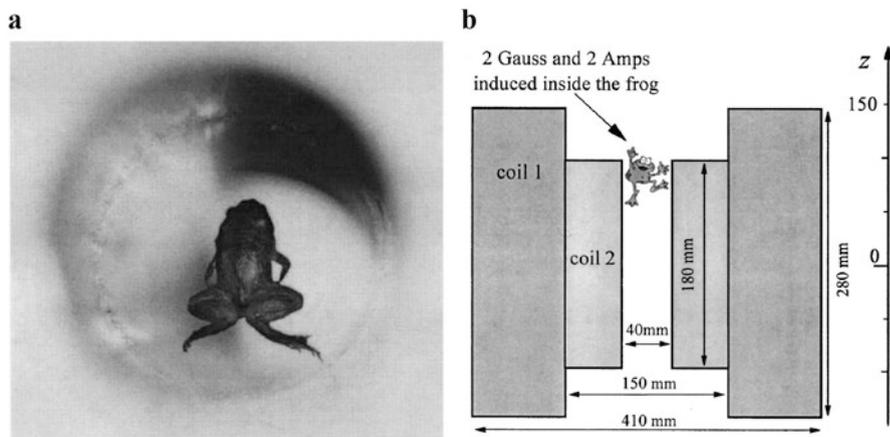 a
b
2 Gauss and 2 Amps
induced inside the frog
z
150
coil 1
coil 2
180 mm
0
280 mm
40mm
150 mm
410 mm